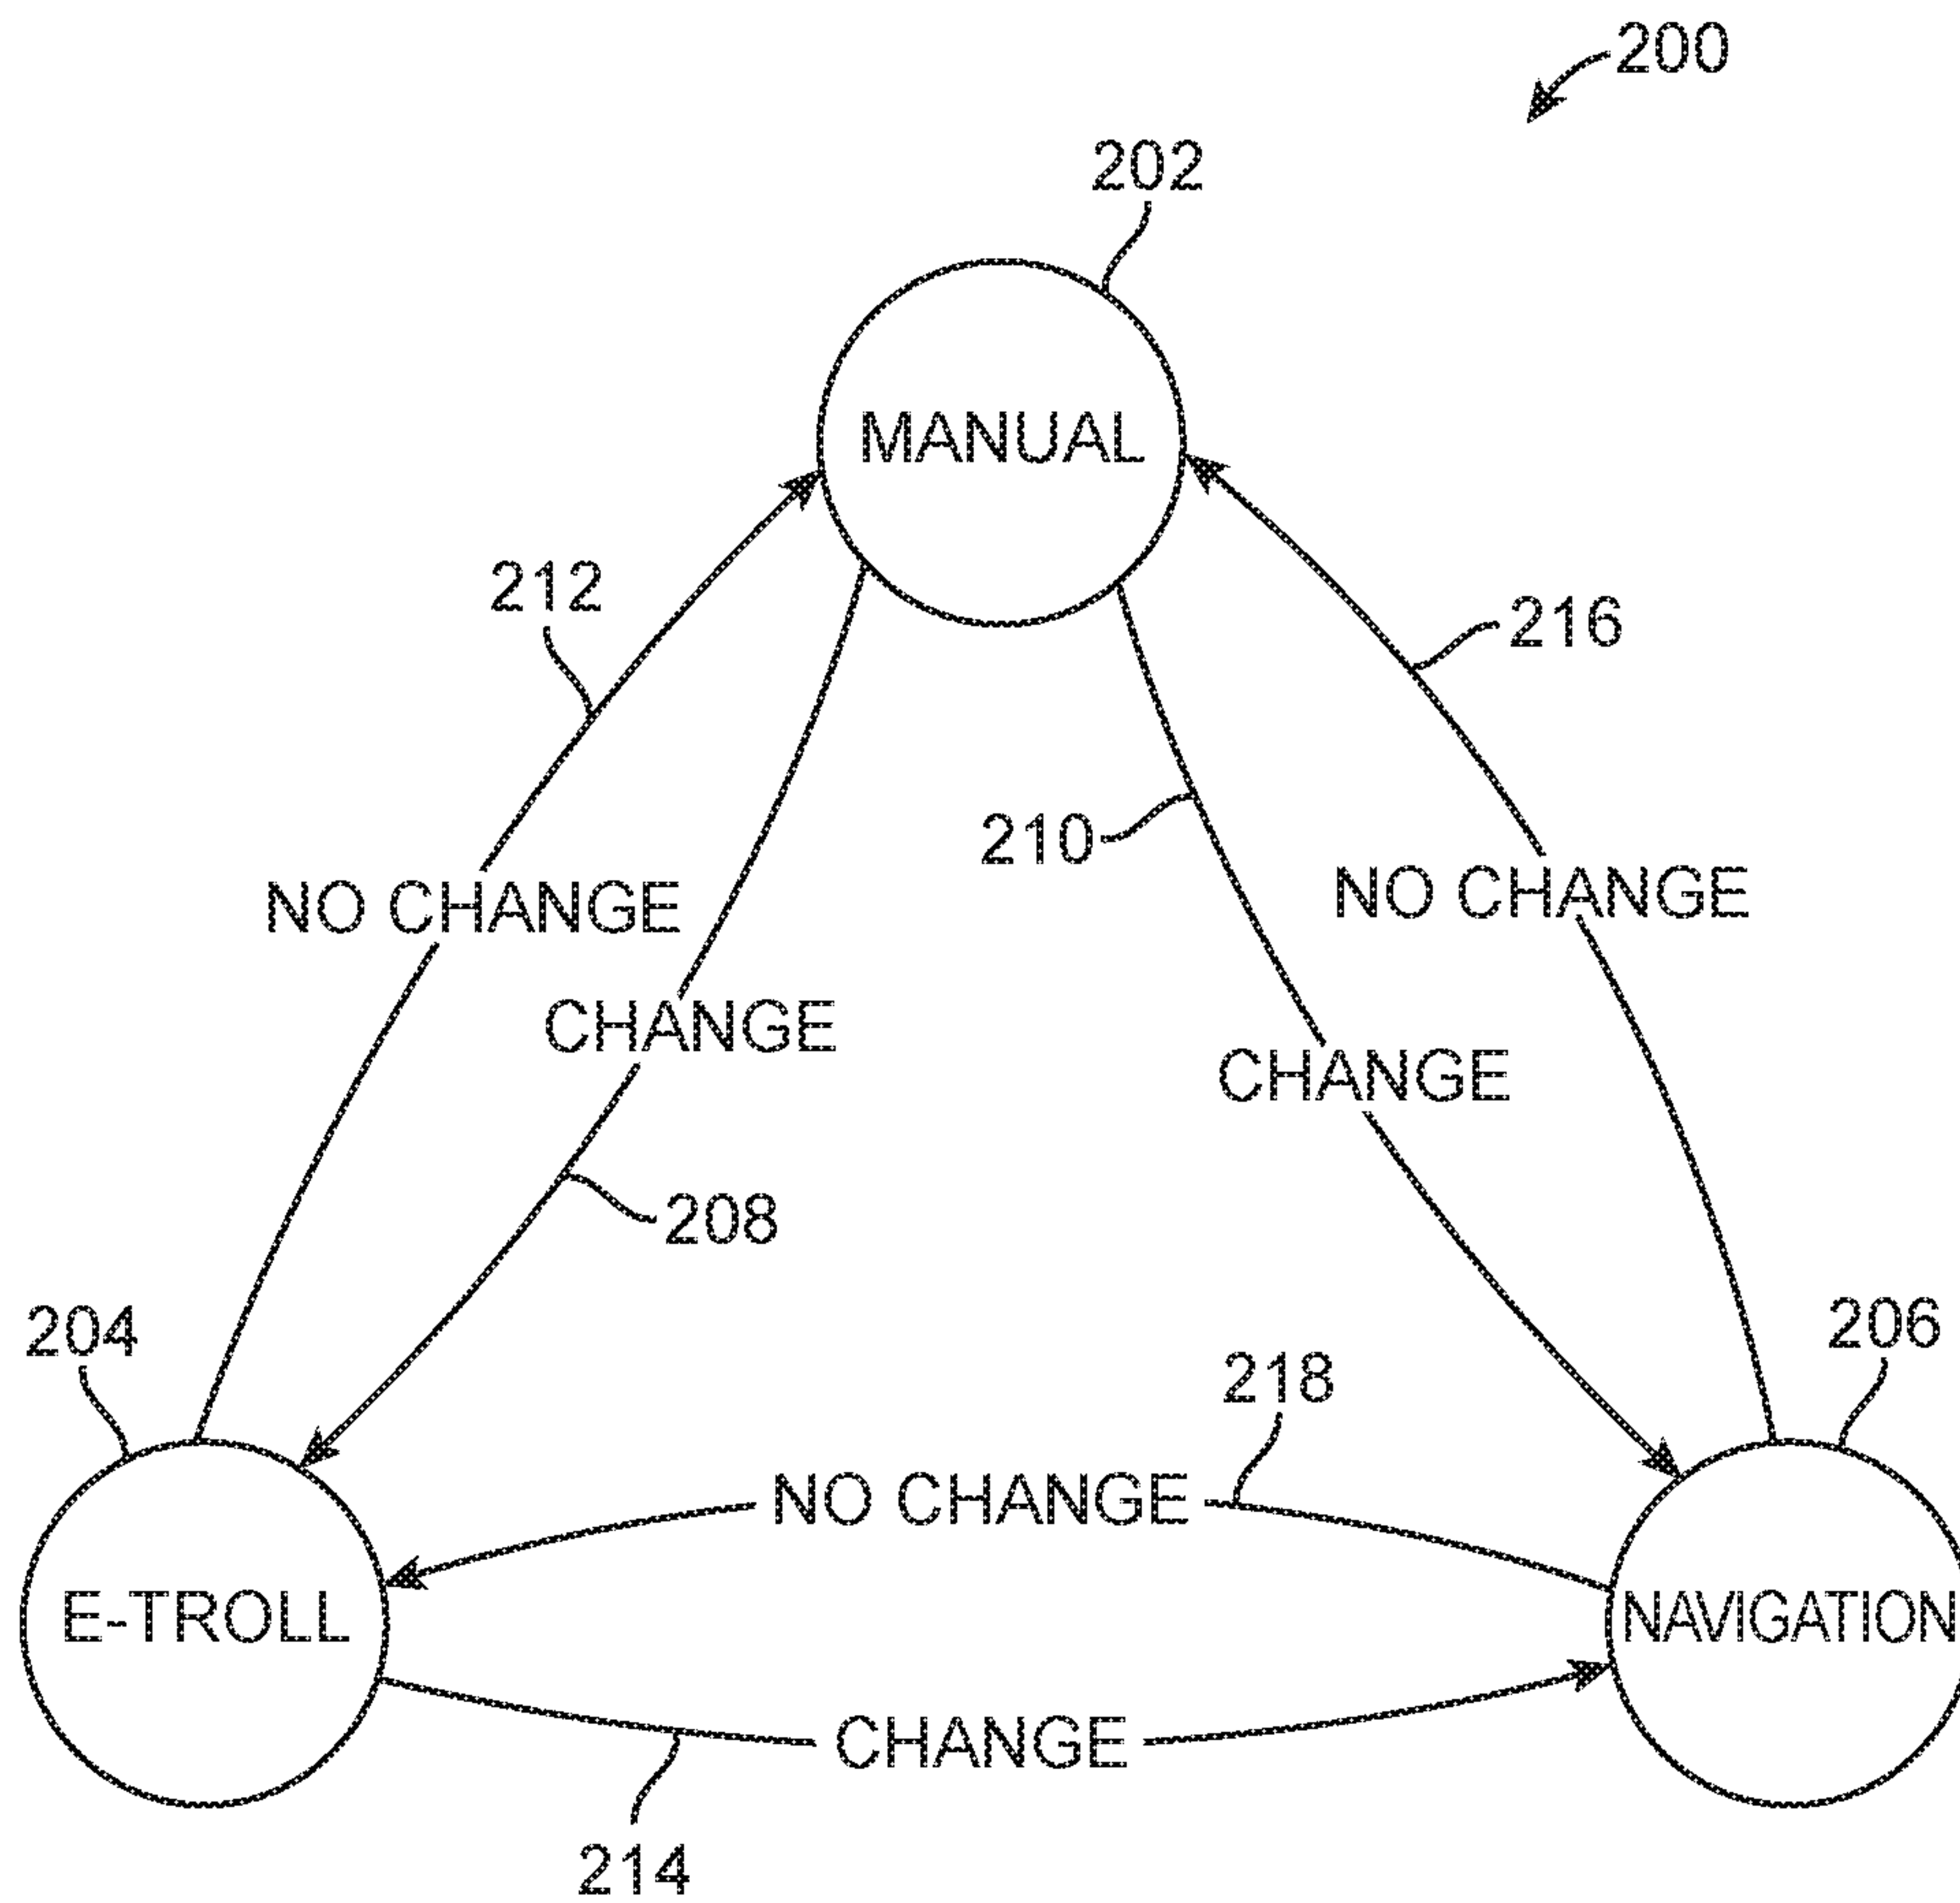 200
202
MANUAL
212
216
210
NO CHANGE
NO CHANGE
CHANGE
CHANGE
208
204
206
218
NO CHANGE
E-TROLL
NAVIGATION
CHANGE
214